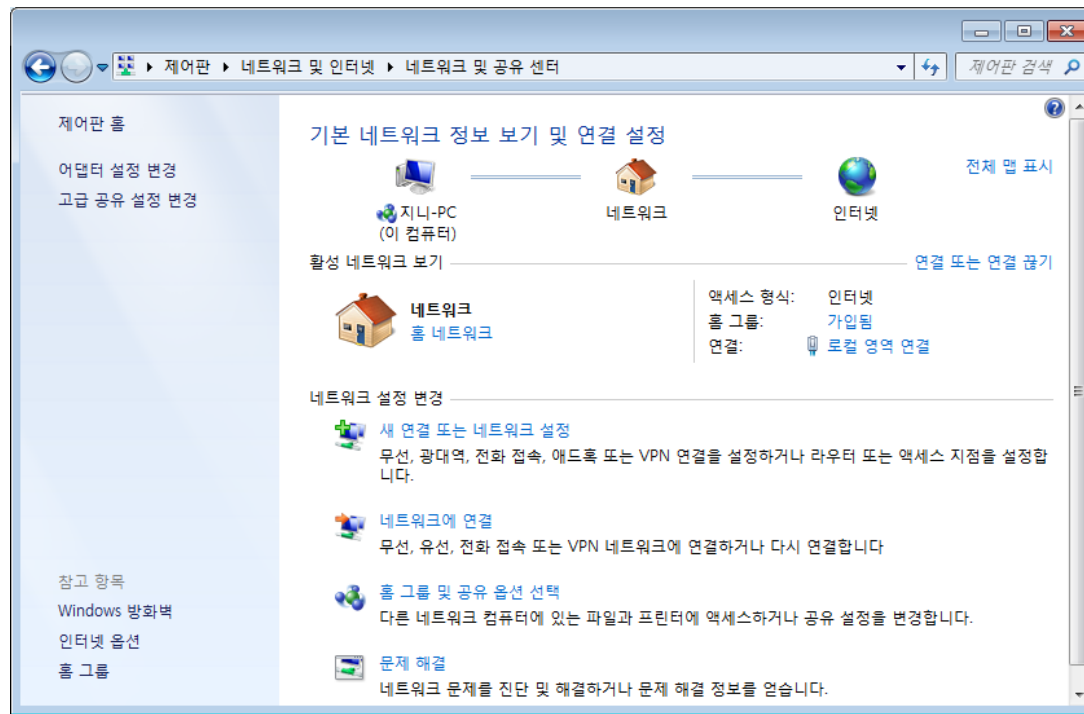 제어판 ▸ 네트워크 및 인터넷 ▸ 네트워크 및 공유 센터
제어판 검색
제어판 홈
어댑터 설정 변경
고급 공유 설정 변경
기본 네트워크 정보 보기 및 연결 설정
전체 맵 표시
지니-PC
(이 컴퓨터)
네트워크
인터넷
활성 네트워크 보기
연결 또는 연결 끊기
네트워크
홈 네트워크
액세스 형식: 인터넷
홈 그룹: 가입됨
연결: 로컬 영역 연결
네트워크 설정 변경
새 연결 또는 네트워크 설정
무선, 광대역, 전화 접속, 애드혹 또는 VPN 연결을 설정하거나 라우터 또는 액세스 지점을 설정합
니다.
네트워크에 연결
무선, 유선, 전화 접속 또는 VPN 네트워크에 연결하거나 다시 연결합니다
홈 그룹 및 공유 옵션 선택
다른 네트워크 컴퓨터에 있는 파일과 프린터에 액세스하거나 공유 설정을 변경합니다.
문제 해결
네트워크 문제를 진단 및 해결하거나 문제 해결 정보를 얻습니다.
참고 항목
Windows 방화벽
인터넷 옵션
홈 그룹